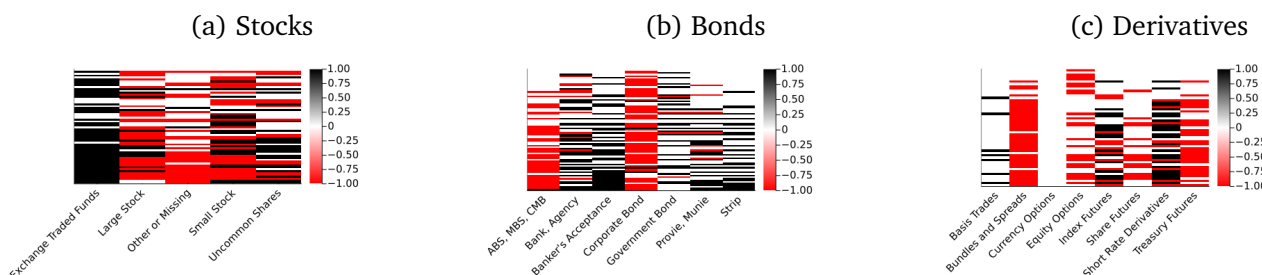 (a) Stocks
1.00
0.75
0.50
0.25
0
−0.25
−0.50
−0.75
−1.00
Exchange Traded Funds
Large Stock
Other or Missing
Small Stock
Uncommon Shares
(b) Bonds
1.00
0.75
0.50
0.25
0
−0.25
−0.50
−0.75
−1.00
ABS, MBS, CMB
Bank, Agency
Banker's Acceptance
Corporate Bond
Government Bond
Provie, Munie
Strip
(c) Derivatives
1.00
0.75
0.50
0.25
0
−0.25
−0.50
−0.75
−1.00
Basis Trades
Bundles and Spreads
Currency Options
Equity Options
Index Futures
Share Futures
Short Rate Derivatives
Treasury Futures